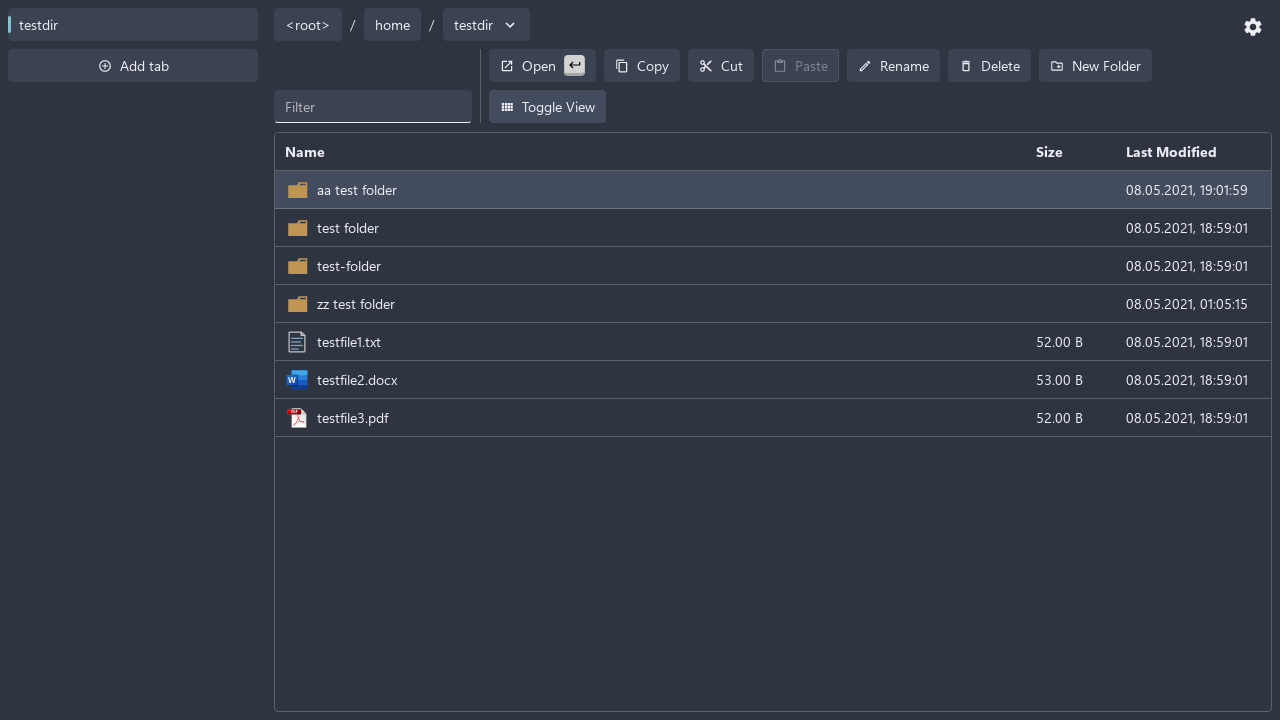 testdir
Add tab
<root> / home / testdir
Open Copy Cut Paste Rename Delete New Folder
Filter Toggle View
Name Size Last Modified
aa test folder 08.05.2021, 19:01:59
test folder 08.05.2021, 18:59:01
test-folder 08.05.2021, 18:59:01
zz test folder 08.05.2021, 01:05:15
testfile1.txt 52.00 B 08.05.2021, 18:59:01
W testfile2.docx 53.00 B 08.05.2021, 18:59:01
PDF testfile3.pdf 52.00 B 08.05.2021, 18:59:01